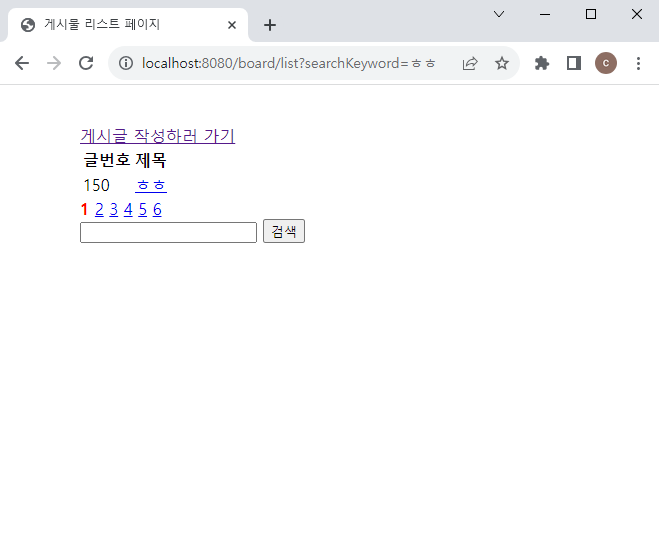 게시물 리스트 페이지
localhost:8080/board/list?searchKeyword=ㅎㅎ
c
게시글 작성하러 가기
글번호 제목
150 ㅎㅎ
1 2 3 4 5 6
검색